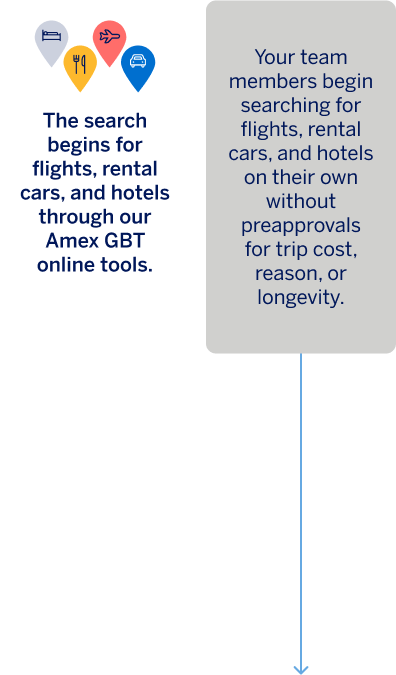 The search
begins for
flights, rental
cars, and hotels
through our
Amex GBT
online tools.
Your team
members begin
searching for
flights, rental
cars, and hotels
on their own
without
preapprovals
for trip cost,
reason, or
longevity.